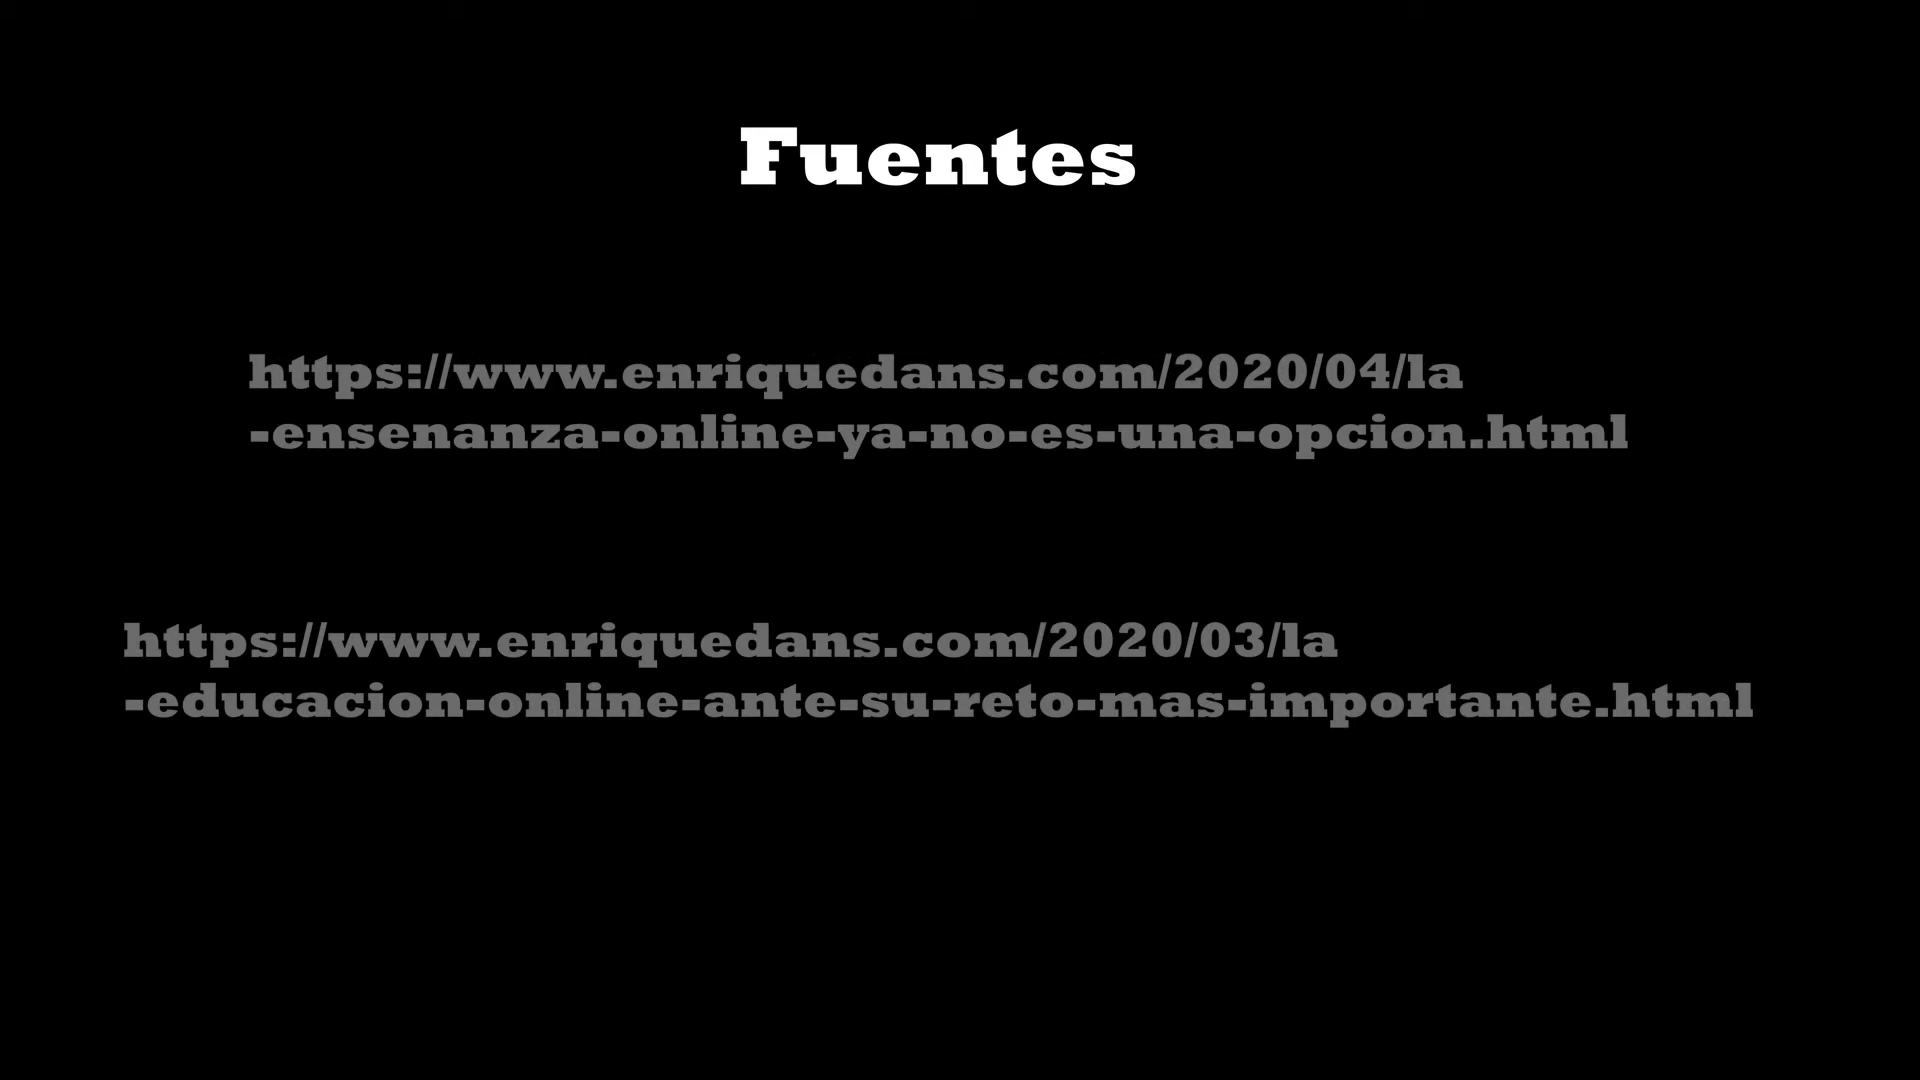 Fuentes
https://www.enriquedans.com/2020/04/la
-ensenanza-online-ya-no-es-una-opcion.html
https://www.enriquedans.com/2020/03/la
-educacion-online-ante-su-reto-mas-importante.html